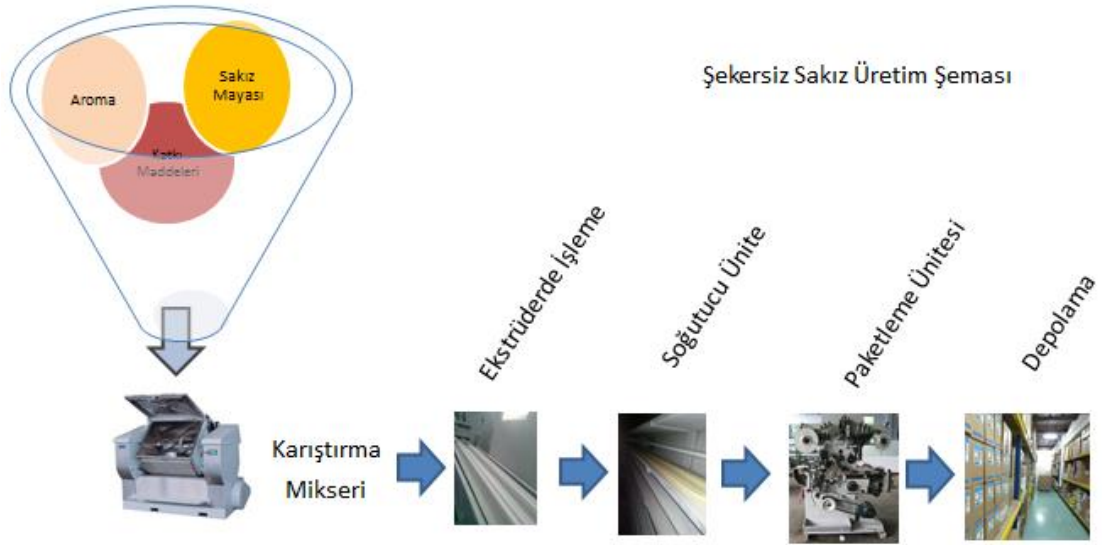 Aroma
Sakız
Mayası
Katkı
Maddeleri
Şekersiz Sakız Üretim Şeması
Karıştırma
Mikseri
Ekstrüderde İşleme
Soğutucu Ünite
Paketleme Ünitesi
Depolama